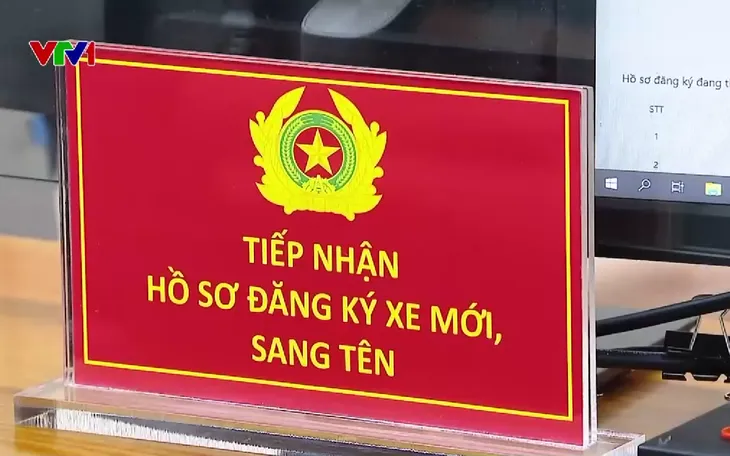 VTV1
TIẾP NHẬN
HỒ SƠ ĐĂNG KÝ XE MỚI,
SANG TÊN
Hồ sơ đăng ký đang
STT
1
2